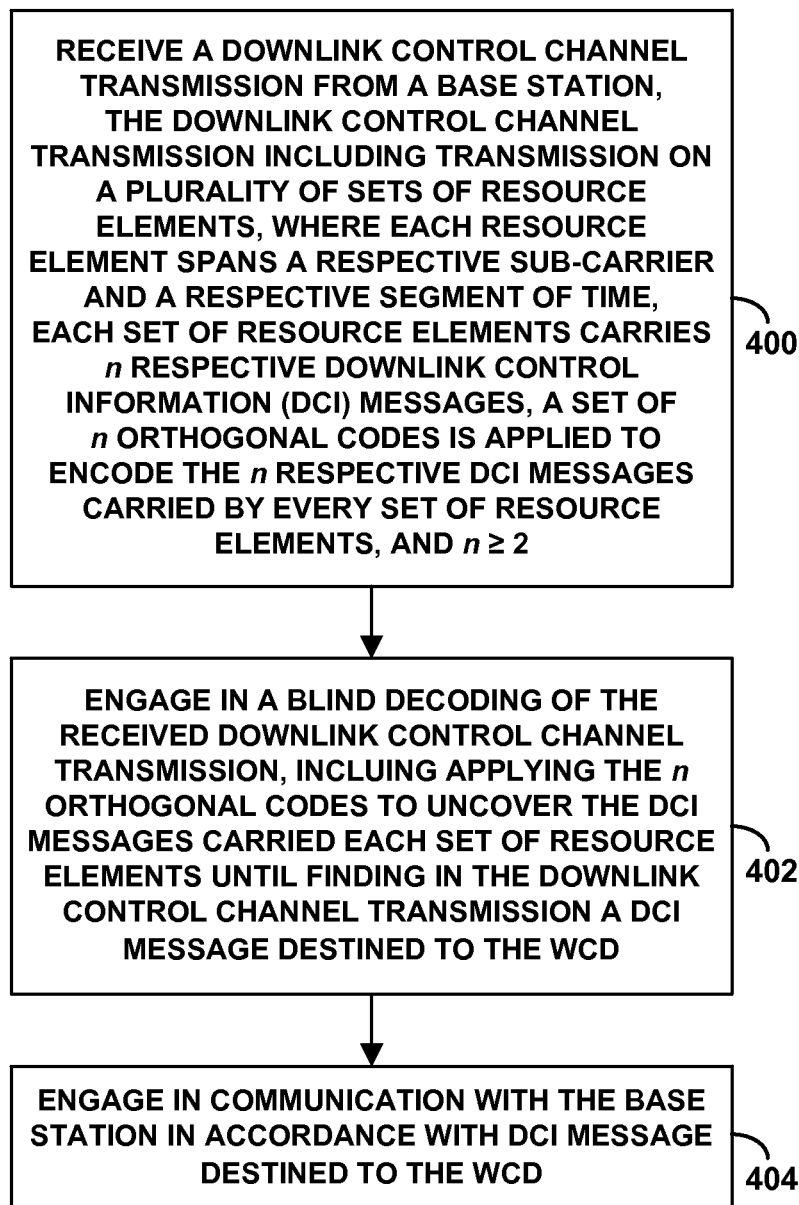 RECEIVE A DOWNLINK CONTROL CHANNEL
TRANSMISSION FROM A BASE STATION,
THE DOWNLINK CONTROL CHANNEL
TRANSMISSION INCLUDING TRANSMISSION ON
A PLURALITY OF SETS OF RESOURCE
ELEMENTS, WHERE EACH RESOURCE
ELEMENT SPANS A RESPECTIVE SUB-CARRIER
AND A RESPECTIVE SEGMENT OF TIME,
EACH SET OF RESOURCE ELEMENTS CARRIES
n RESPECTIVE DOWNLINK CONTROL
INFORMATION (DCI) MESSAGES, A SET OF
n ORTHOGONAL CODES IS APPLIED TO
ENCODE THE n RESPECTIVE DCI MESSAGES
CARRIED BY EVERY SET OF RESOURCE
ELEMENTS, AND n ≥ 2
400
ENGAGE IN A BLIND DECODING OF THE
RECEIVED DOWNLINK CONTROL CHANNEL
TRANSMISSION, INCLUING APPLYING THE n
ORTHOGONAL CODES TO UNCOVER THE DCI
MESSAGES CARRIED EACH SET OF RESOURCE
ELEMENTS UNTIL FINDING IN THE DOWNLINK
CONTROL CHANNEL TRANSMISSION A DCI
MESSAGE DESTINED TO THE WCD
402
ENGAGE IN COMMUNICATION WITH THE BASE
STATION IN ACCORDANCE WITH DCI MESSAGE
DESTINED TO THE WCD
404